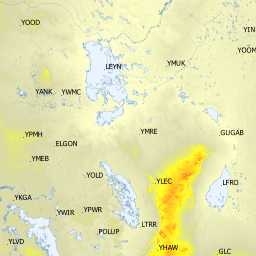 YOOD
YIN
YOOM
LEYN
YMUK
YANK
YWMC
YMRE
GUGAB
YPMH
ELGON
YMEB
YOLD
YLEC
LFRO
YKGA
YWIR
YPWR
LTRR
POLUP
YLVD
YHAW
GLC